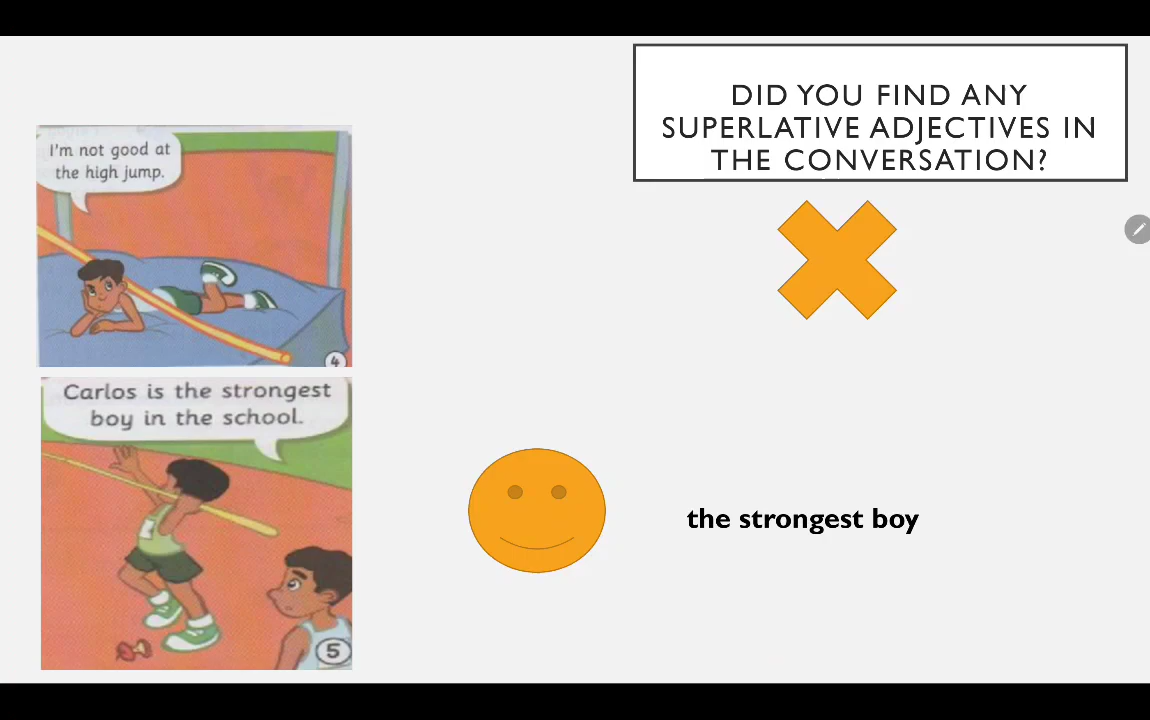 DID YOU FIND ANY
SUPERLATIVE ADJECTIVES IN
THE CONVERSATION?
I'm not good at
the high jump.
4
Carlos is the strongest
boy in the school.
5
the strongest boy